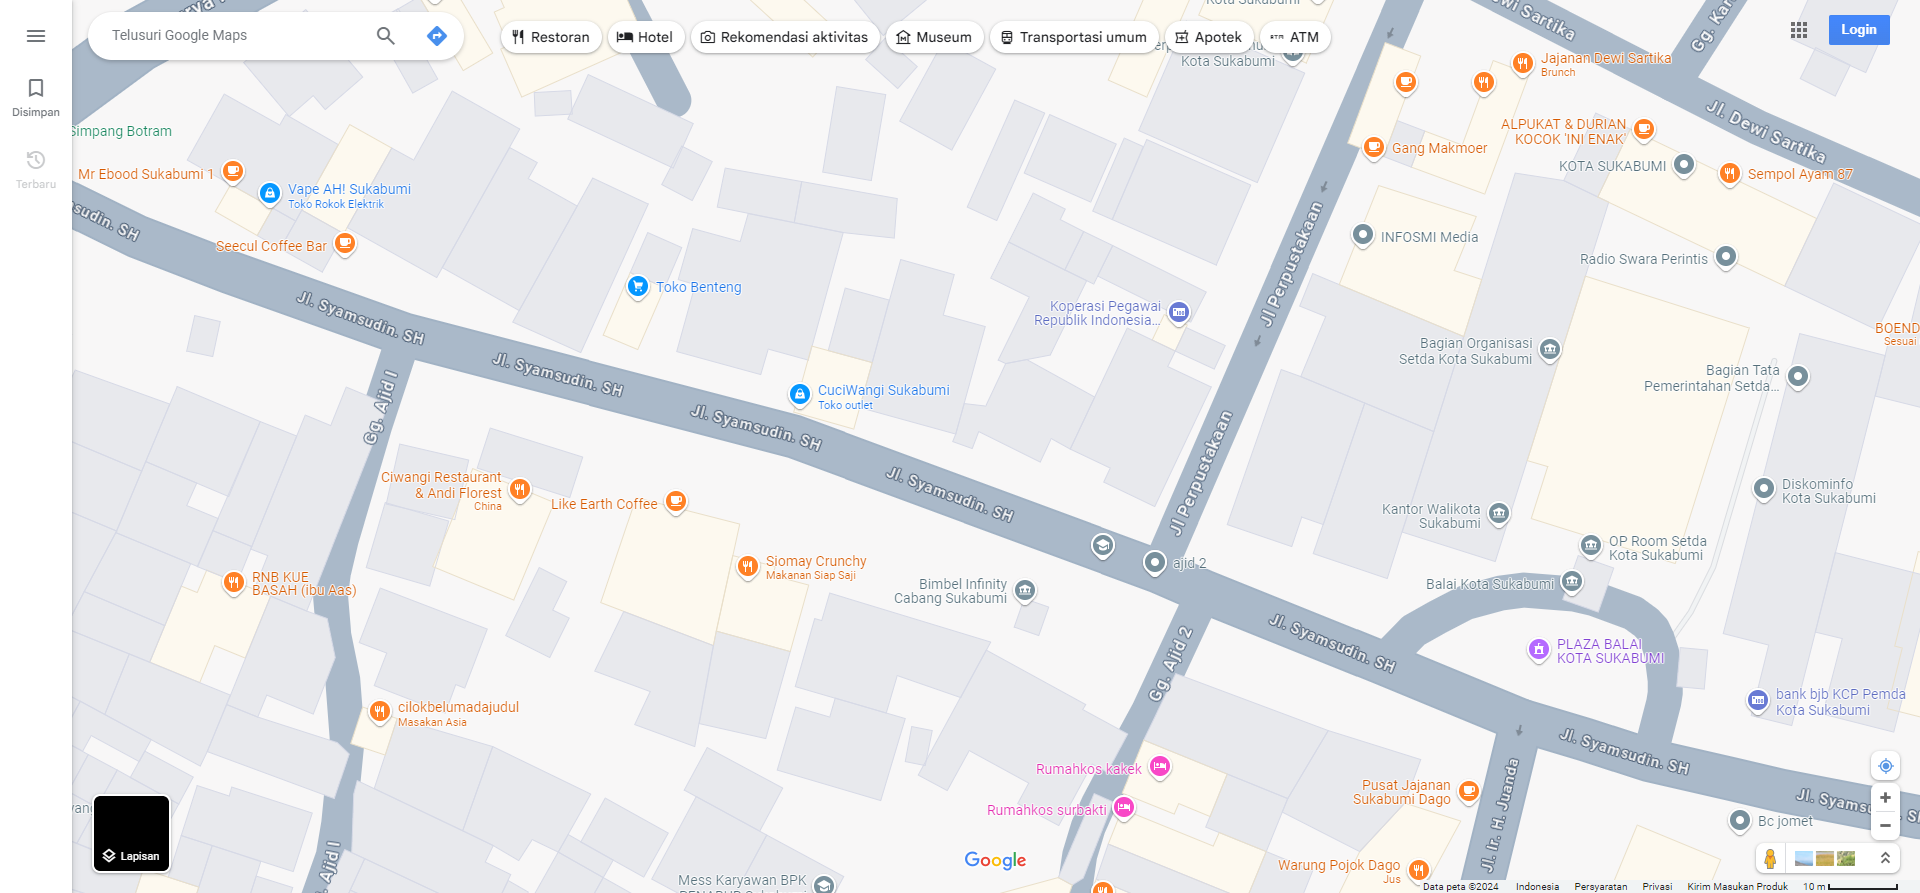 Telusuri Google Maps
Restoran
Hotel
Rekomendasi aktivitas
Museum
Transportasi umum
Apotek
ATM
Login
Disimpan
Terbaru
Kota Sukabumi
Kota Sukabumi
Jl. Dewi Sartika
Jajanan Dewi Sartika
Brunch
ALPUKAT & DURIAN
KOCOK 'INI ENAK'
Gang Makmoer
KOTA SUKABUMI
Sempol Ayam 87
Simpang Botram
Mr Ebood Sukabumi 1
Vape AH! Sukabumi
Toko Rokok Elektrik
Seecul Coffee Bar
INFOSMI Media
Radio Swara Perintis
Jl Perpustakaan
Toko Benteng
Koperasi Pegawai
Republik Indonesia...
Jl. Syamsudin. SH
Jl. Syamsudin. SH
Jl. Syamsudin. SH
Jl. Syamsudin. SH
Bagian Organisasi
Setda Kota Sukabumi
Bagian Tata
Pemerintahan Setda...
BOEND
Sesuai
CuciWangi Sukabumi
Toko outlet
Gg. Ajid I
Jl Perpustakaan
Ciwangi Restaurant
& Andi Florest
China
Like Earth Coffee
Siomay Crunchy
Makanan Siap Saji
Kantor Walikota
Sukabumi
Diskominfo
Kota Sukabumi
OP Room Setda
Kota Sukabumi
Balai Kota Sukabumi
ajid 2
Bimbel Infinity
Cabang Sukabumi
RNB KUE
BASAH (ibu Aas)
Jl. Syamsudin. SH
Gg. Ajid 2
PLAZA BALAI
KOTA SUKABUMI
bank bjb KCP Pemda
Kota Sukabumi
cilokbelumadajudul
Masakan Asia
Jl. Syamsudin. SH
Rumahkos kakek
Rumahkos surbakti
Pusat Jajanan
Sukabumi Dago
Jl. Ir. H. Juanda
Bc jomet
Warung Pojok Dago
Jus
Mess Karyawan BPK
Lapisan
Google
Data peta ©2024
Indonesia
Persyaratan
Privasi
Kirim Masukan Produk
10 m